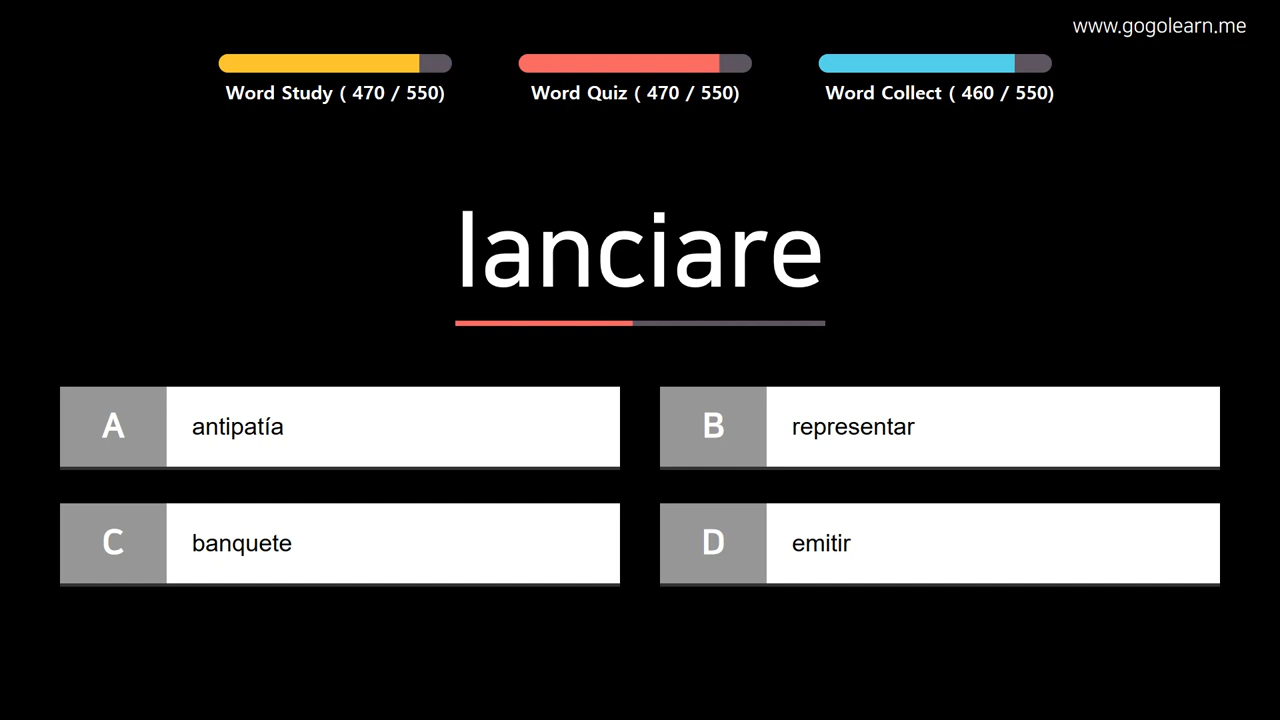 www.gogolearn.me
Word Study ( 470 / 550)
Word Quiz ( 470 / 550)
Word Collect ( 460 / 550)
lanciare
A antipatía
B representar
C banquete
D emitir